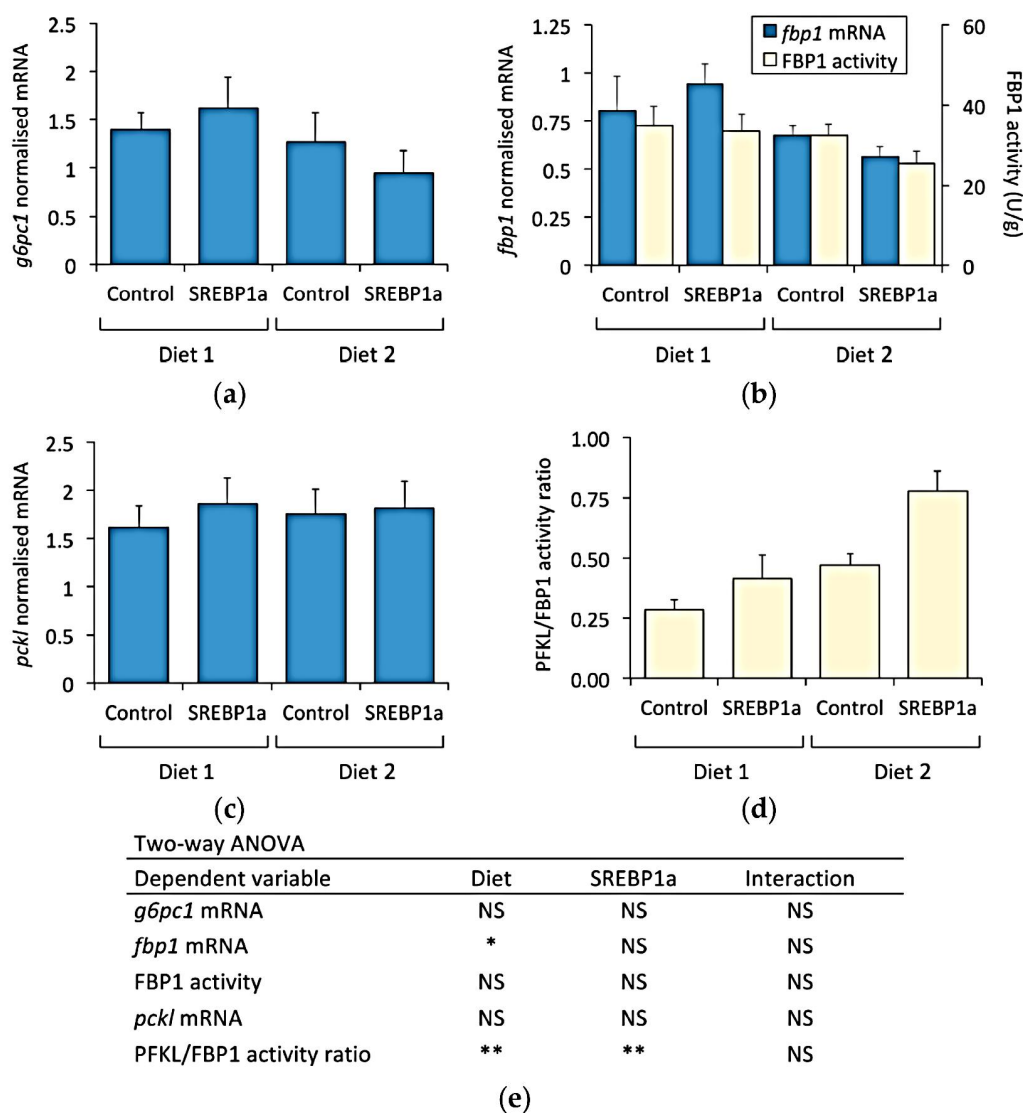 g6pc1 normalised mRNA
2.5
2
1.5
1
0.5
0
Control SREBP1a Control SREBP1a
Diet 1 Diet 2
(a)
fbp1 normalised mRNA
1.25
1
0.75
0.5
0.25
0
fbp1 mRNA
FBP1 activity
60
40
20
0
FBP1 activity (U/g)
Control SREBP1a Control SREBP1a
Diet 1 Diet 2
(b)
pckl normalised mRNA
2.5
2
1.5
1
0.5
0
Control SREBP1a Control SREBP1a
Diet 1 Diet 2
(c)
PFKL/FBP1 activity ratio
1.00
0.75
0.50
0.25
0.00
Control SREBP1a Control SREBP1a
Diet 1 Diet 2
(d)
Two-way ANOVA
Dependent variable Diet SREBP1a Interaction
g6pc1 mRNA NS NS NS
fbp1 mRNA * NS NS
FBP1 activity NS NS NS
pckl mRNA NS NS NS
PFKL/FBP1 activity ratio ** ** NS
(e)